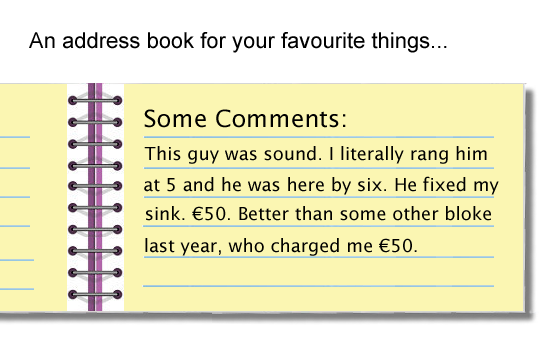 An address book for your favourite things...
Some Comments:
This guy was sound. I literally rang him
at 5 and he was here by six. He fixed my
sink. €50. Better than some other bloke
last year, who charged me €50.